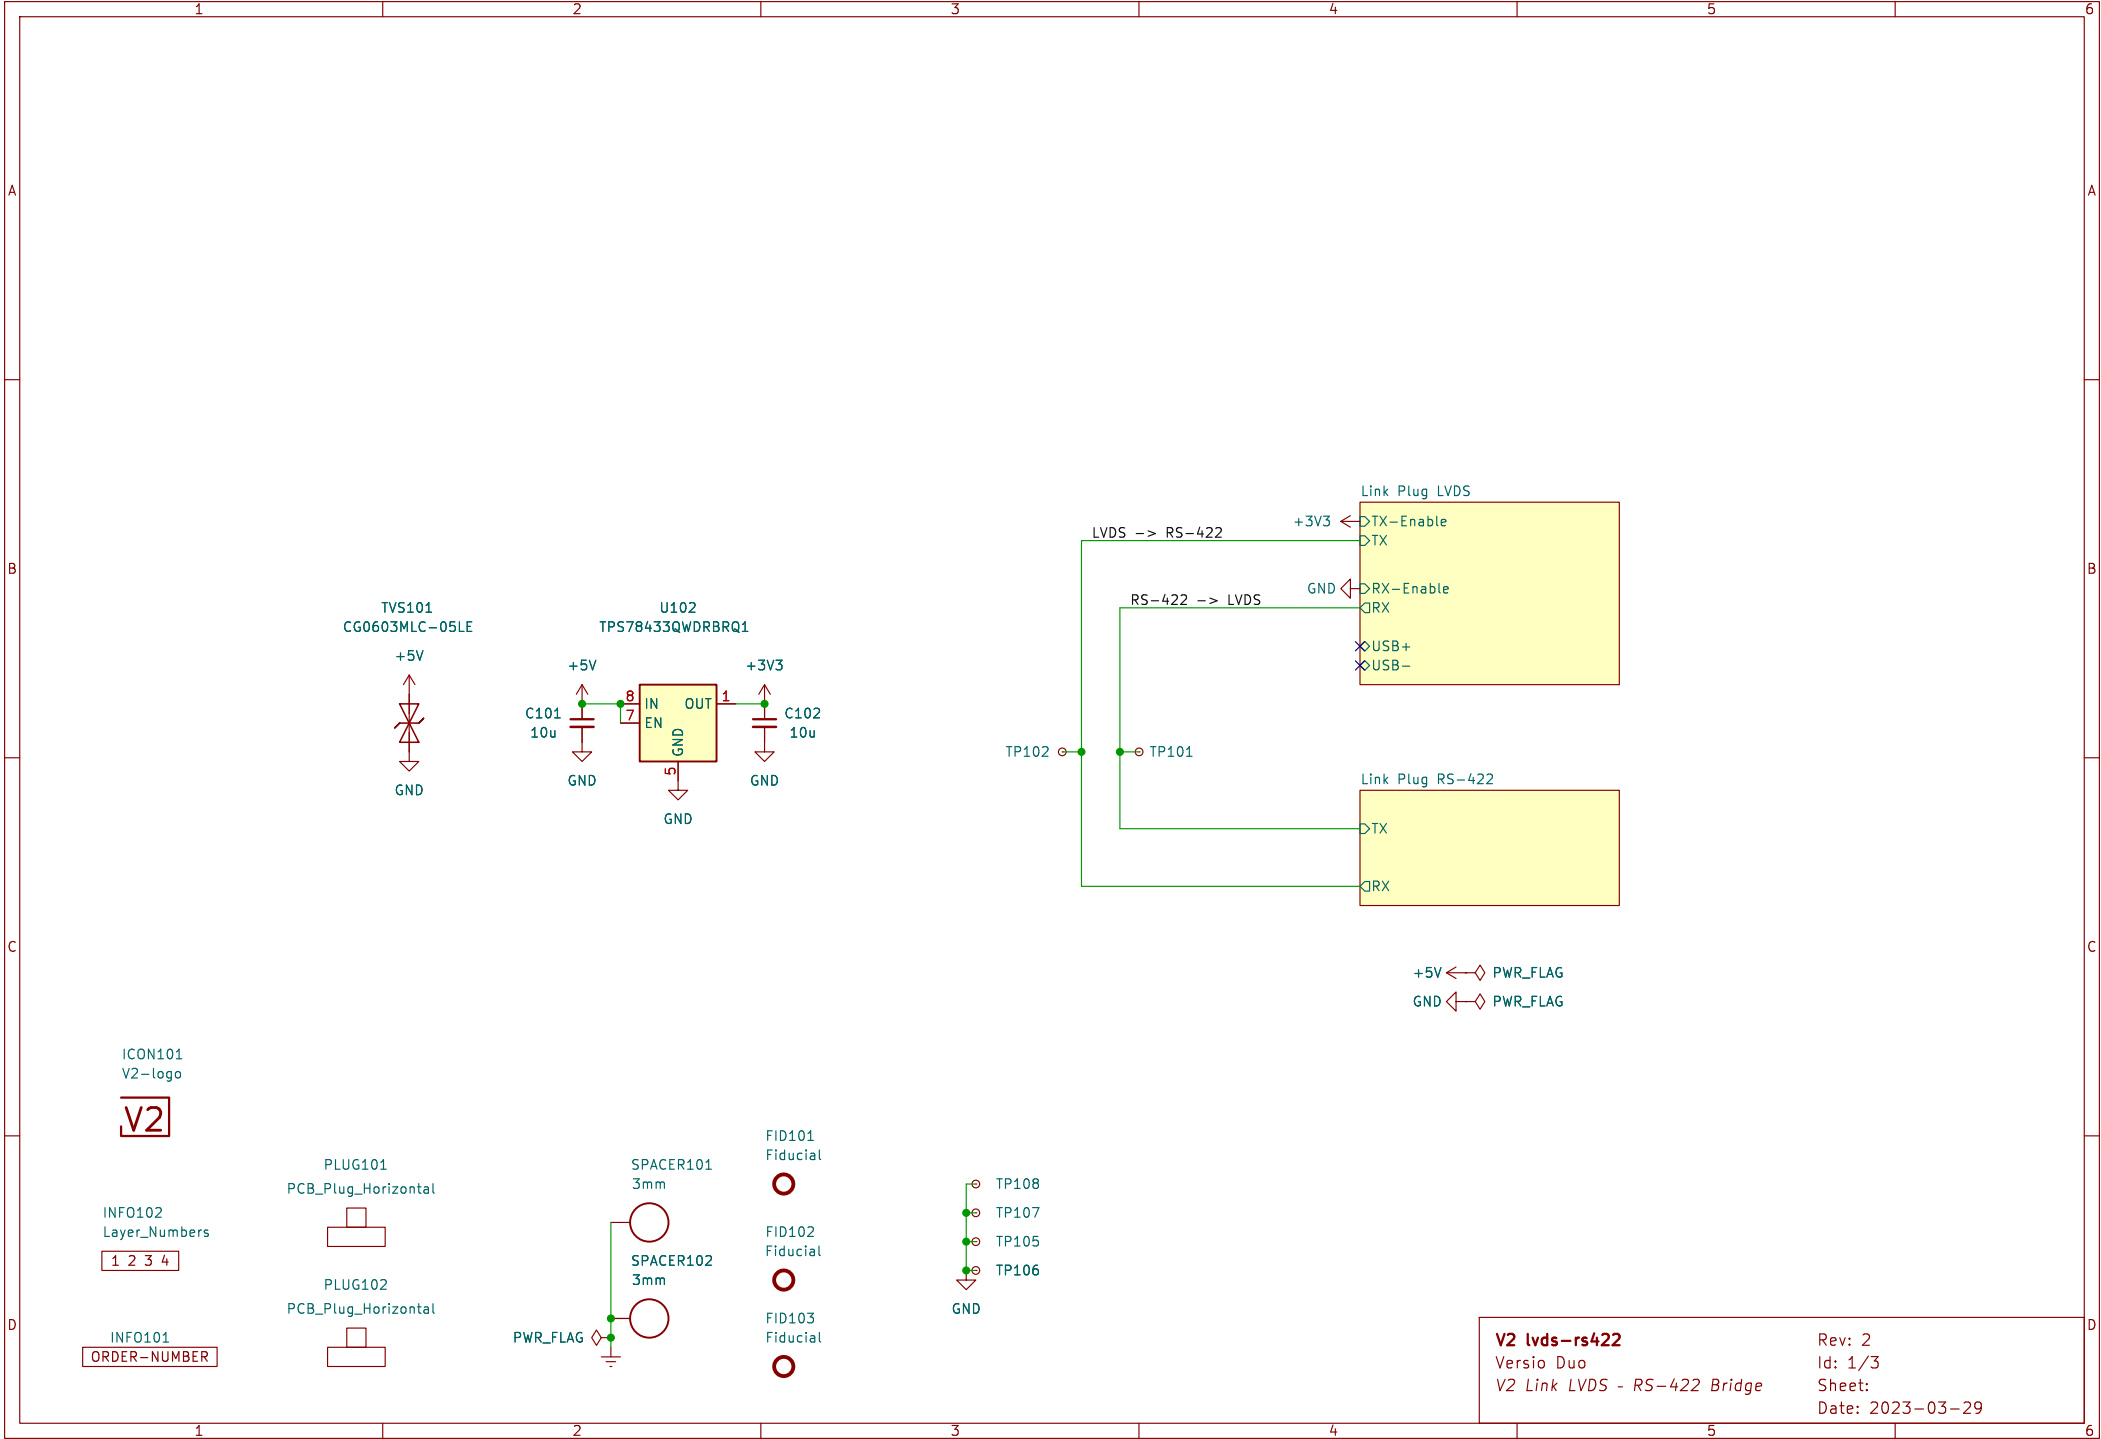 1 2 3 4 5 6
A A
Link Plug LVDS
+3V3 TX-Enable
LVDS -> RS-422
TX
B B
GND RX-Enable
RS-422 -> LVDS
RX
USB+
USB-
TVS101
CG0603MLC-05LE
+5V
GND
U102
TPS78433QWDRBRQ1
+5V
+3V3
8 IN OUT 1
7 EN
GND
5
C101
10u
GND
C102
10u
GND
GND
TP102 TP101
Link Plug RS-422
TX
RX
C C
+5V PWR_FLAG
GND PWR_FLAG
ICON101
V2-logo
V2
PLUG101
PCB_Plug_Horizontal
INFO102
Layer_Numbers
1 2 3 4
PLUG102
PCB_Plug_Horizontal
INFO101
ORDER-NUMBER
SPACER101
3mm
SPACER102
3mm
PWR_FLAG
FID101
Fiducial
FID102
Fiducial
FID103
Fiducial
TP108
TP107
TP105
TP106
GND
D D
V2 lvds-rs422
Versio Duo
V2 Link LVDS - RS-422 Bridge
Rev: 2
Id: 1/3
Sheet:
Date: 2023-03-29
1 2 3 4 5 6